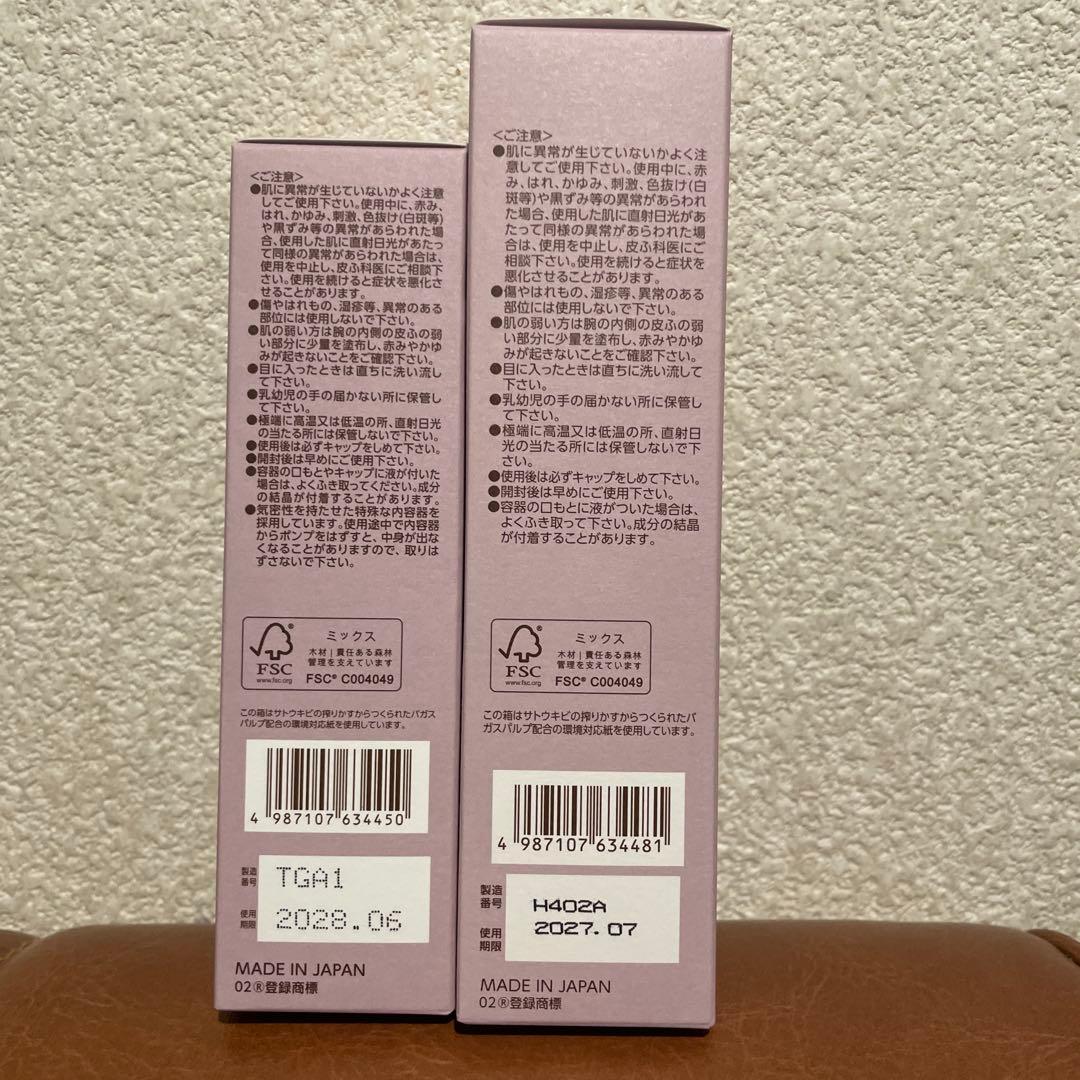 <ご注意>
●肌に異常が生じていないかよく注意
してご使用下さい。使用中に、赤み、
はれ、かゆみ、刺激、色抜け(白斑等)
や黒ずみ等の異常があらわれた場
合、使用した肌に直射日光があたっ
て同様の異常があらわれた場合は、
使用を中止し、皮ふ科医にご相談下
さい。使用を続けると症状を悪化さ
せることがあります。
●傷やはれもの、湿疹等、異常のある
部位には使用しないで下さい。
●肌の弱い方は腕の内側の皮ふの弱
い部分に少量を塗布し、赤みやかゆ
みが起きないことをご確認下さい。
●目に入ったときは直ちに洗い流し
て下さい。
●乳幼児の手の届かない所に保管し
て下さい。
●極端に高温又は低温の所、直射日光
の当たる所には保管しないで下さい。
●使用後は必ずキャップをしめて下さい。
●開封後は早めにご使用下さい。
●容器の口もとやキャップに液が付いた
場合は、よくふき取ってください。成分
の結晶が付着することがあります。
●気密性を持たせた特殊な内容器を
採用しています。使用途中で内容器
からポンプをはずすと、中身が出な
くなることがありますので、取りは
ずさないで下さい。
FSC
www.fsc.org
ミックス
木材|責任ある森林
管理を支えています
FSC® C004049
この箱はサトウキビの搾りかすからつくられたバガス
パルプ配合の環境対応紙を使用しています。
4 987107 634450
製造
番号
TGA1
使用
期限
2028.06
MADE IN JAPAN
02®登録商標
<ご注意>
●肌に異常が生じていないかよく注
意してご使用下さい。使用中に、赤
み、はれ、かゆみ、刺激、色抜け(白
斑等)や黒ずみ等の異常があらわれ
た場合、使用した肌に直射日光があ
たって同様の異常があらわれた場
合は、使用を中止し、皮ふ科医にご
相談下さい。使用を続けると症状を
悪化させることがあります。
●傷やはれもの、湿疹等、異常のある
部位には使用しないで下さい。
●肌の弱い方は腕の内側の皮ふの弱
い部分に少量を塗布し、赤みやかゆ
みが起きないことをご確認下さい。
●目に入ったときは直ちに洗い流して
下さい。
●乳幼児の手の届かない所に保管し
て下さい。
●極端に高温又は低温の所、直射日
光の当たる所には保管しないで下
さい。
●使用後は必ずキャップをしめて下さい。
●開封後は早めにご使用下さい。
●容器の口もとに液がついた場合は、
よくふき取って下さい。成分の結晶
が付着することがあります。
FSC
www.fsc.org
ミックス
木材|責任ある森林
管理を支えています
FSC® C004049
この箱はサトウキビの搾りかすからつくられたバ
ガスパルプ配合の環境対応紙を使用しています。
4 987107 634481
製造
番号
H402A
使用
期限
2027.07
MADE IN JAPAN
02®登録商標